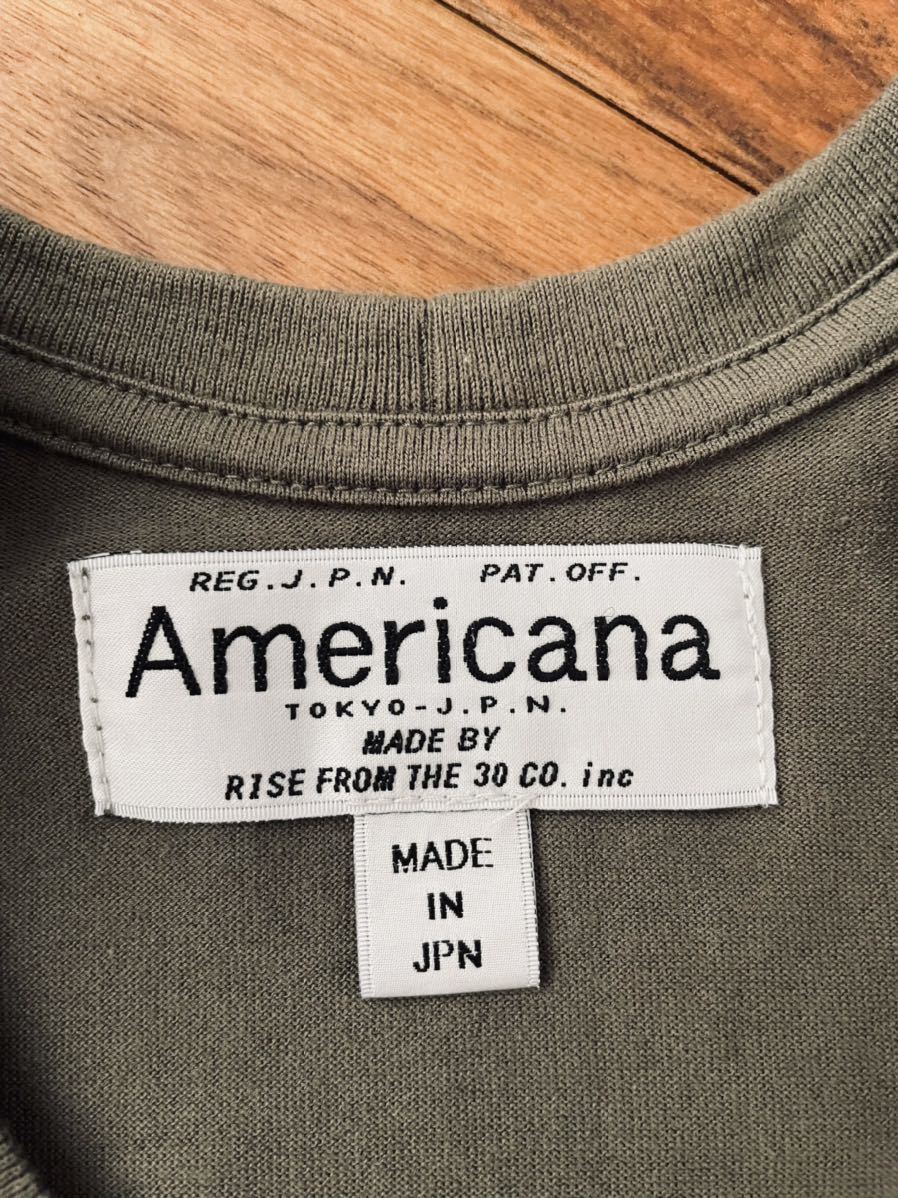 REG.J.P.N. PAT.OFF.
Americana
TOKYO-J.P.N.
MADE BY
RISE FROM THE 30 CO. inc
MADE
IN
JPN